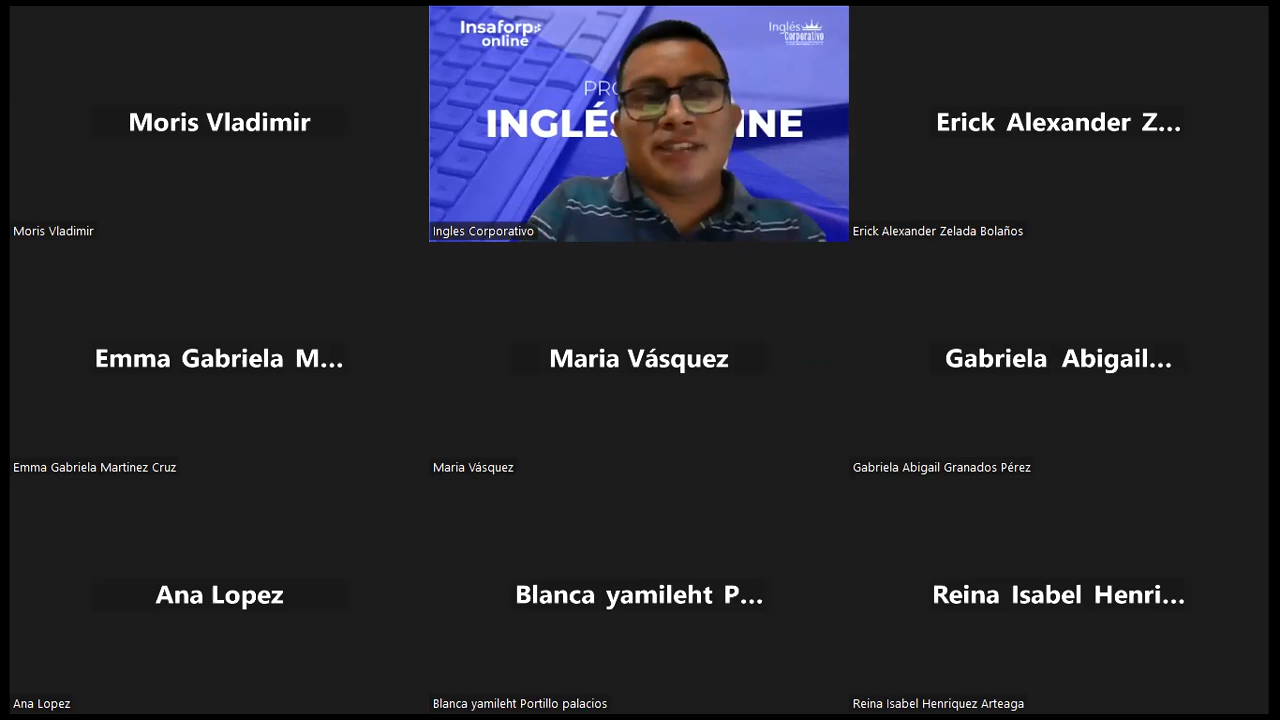 Insaforp
online
Inglés
Corporativo
PRO
INGLÉS
INE
Moris Vladimir
Erick Alexander Z...
Moris Vladimir
Ingles Corporativo
Erick Alexander Zelada Bolaños
Emma Gabriela M...
Maria Vásquez
Gabriela Abigail...
Emma Gabriela Martinez Cruz
Maria Vásquez
Gabriela Abigail Granados Pérez
Ana Lopez
Blanca yamileht P...
Reina Isabel Henri...
Ana Lopez
Blanca yamileht Portillo palacios
Reina Isabel Henriquez Arteaga